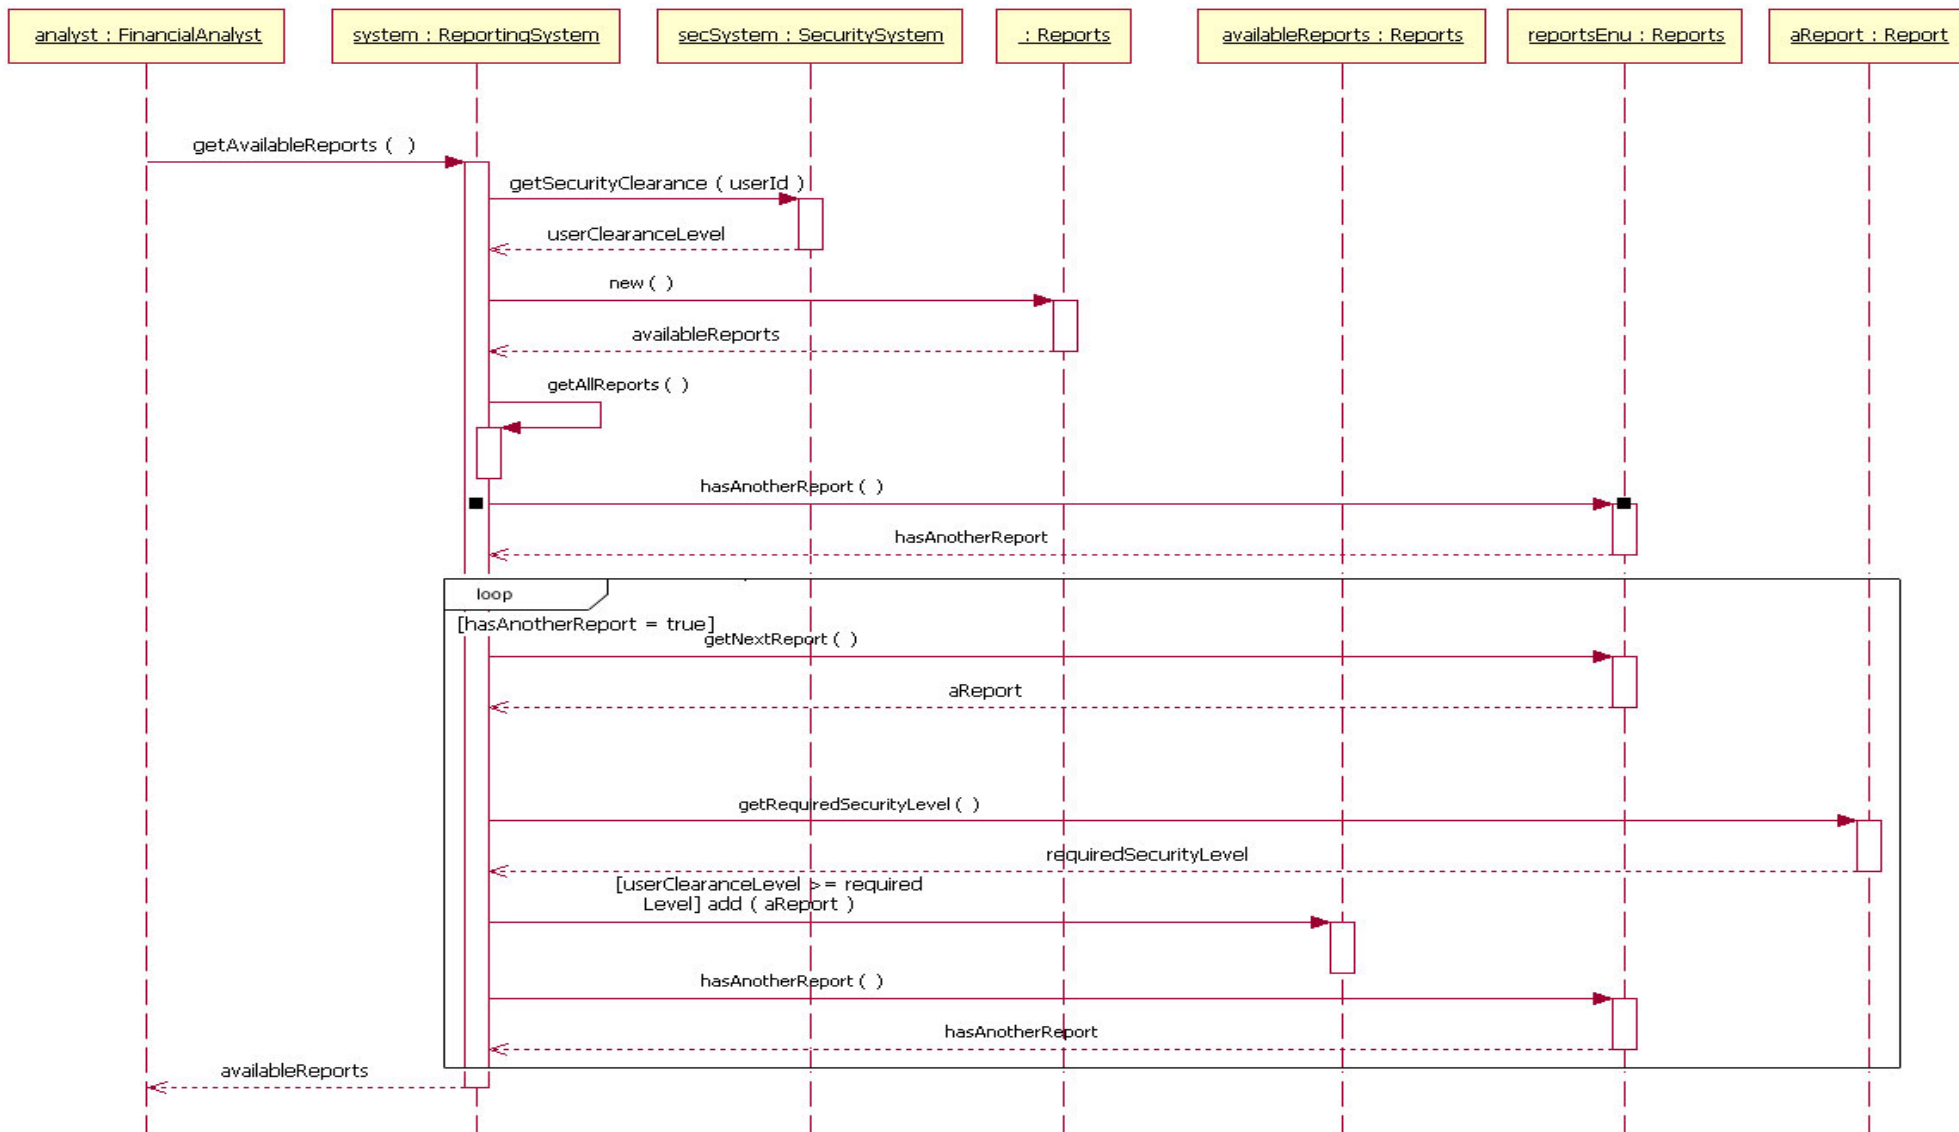 analyst : FinancialAnalyst
system : ReportingSystem
secSystem : SecuritySystem
: Reports
availableReports : Reports
reportsEnu : Reports
aReport : Report
getAvailableReports ( )
getSecurityClearance ( userId )
userClearanceLevel
new ( )
availableReports
getAllReports ( )
hasAnotherReport ( )
hasAnotherReport
loop
[hasAnotherReport = true]
getNextReport ( )
aReport
getRequiredSecurityLevel ( )
requiredSecurityLevel
[userClearanceLevel >= required
Level] add ( aReport )
hasAnotherReport ( )
hasAnotherReport
availableReports